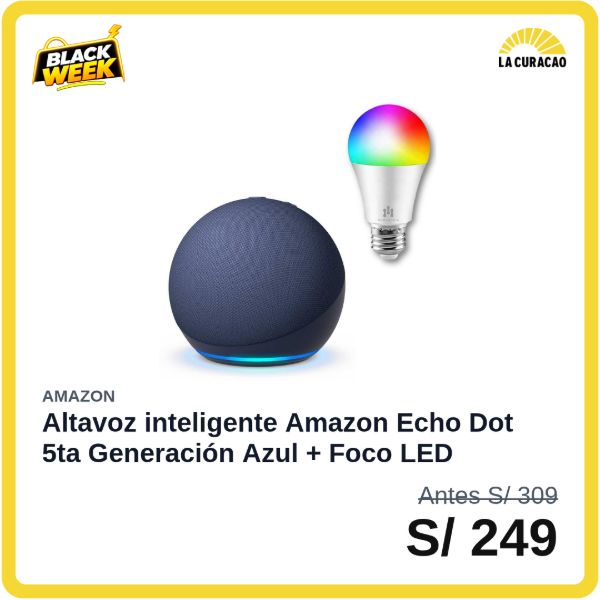 BLACK
WEEK
LA CURACAO
AMAZON
Altavoz inteligente Amazon Echo Dot
5ta Generación Azul + Foco LED
Antes S/ 309
S/ 249